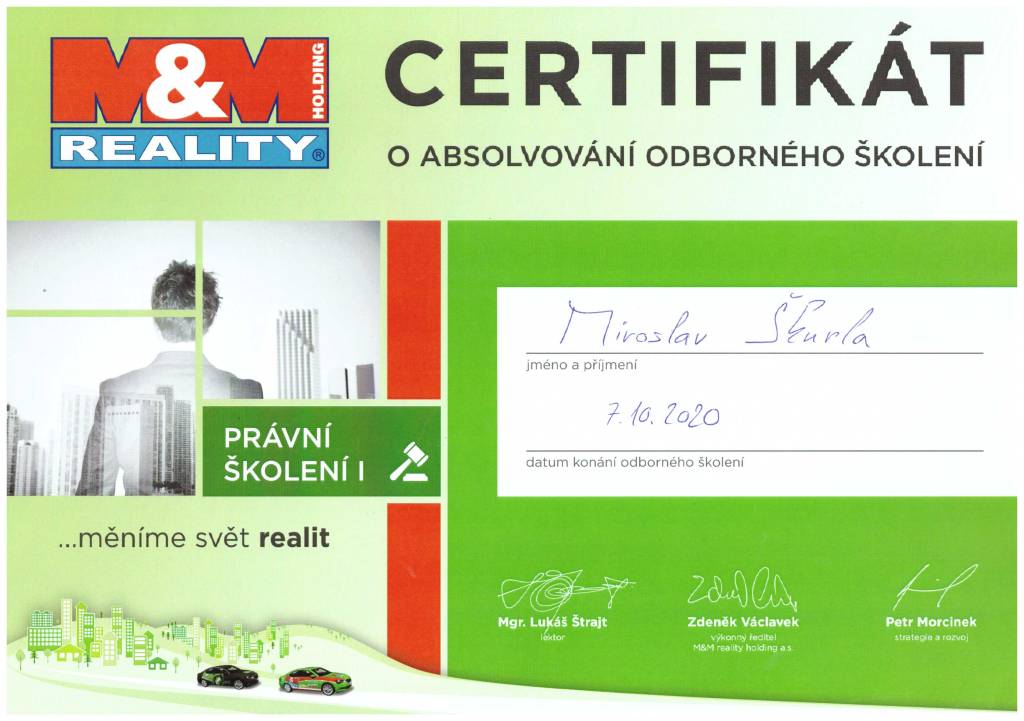 M&M HOLDING
REALITY®
CERTIFIKÁT
O ABSOLVOVÁNÍ ODBORNÉHO ŠKOLENÍ
Miroslav Škurla
jméno a příjmení
7.10.2020
datum konání odborného školení
PRÁVNÍ
ŠKOLENÍ I
...měníme svět realit
Mgr. Lukáš Štrajt
lektor
Zdeněk Václavek
výkonný ředitel
M&M reality holding a.s.
Petr Morcinek
strategie a rozvoj